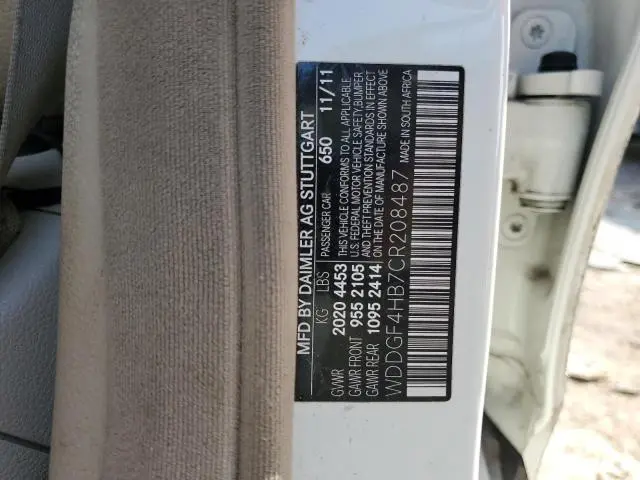 MFD BY DAIMLER AG STUTTGART
PASSENGER CAR 650 11/11
KG LBS
GVWR 2020 4453
GAWR FRONT 955 2105
GAWR REAR 1095 2414
THIS VEHICLE CONFORMS TO ALL APPLICABLE
U.S. FEDERAL MOTOR VEHICLE SAFETY, BUMPER,
AND THEFT PREVENTION STANDARDS IN EFFECT
ON THE DATE OF MANUFACTURE SHOWN ABOVE
WDDGF4HB7CR208487
MADE IN SOUTH AFRICA